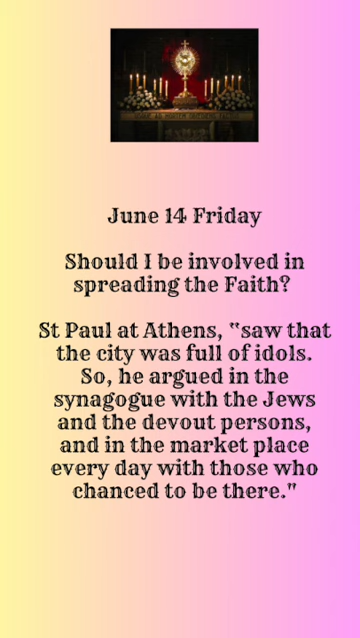 June 14 Friday
Should I be involved in
spreading the Faith?
St Paul at Athens, "saw that
the city was full of idols.
So, he argued in the
synagogue with the Jews
and the devout persons,
and in the market place
every day with those who
chanced to be there."